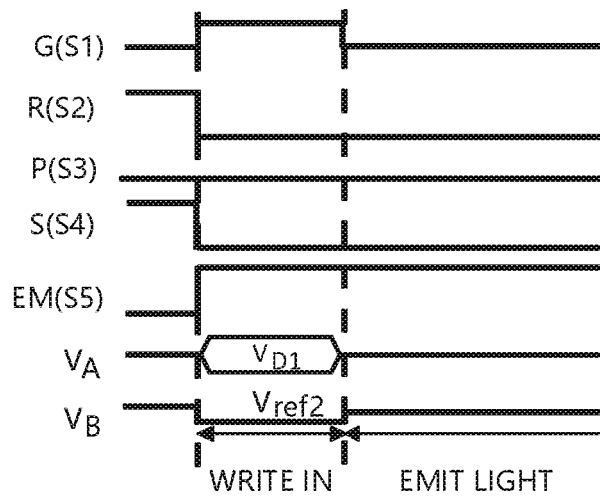 G(S1)
R(S2)
P(S3)
S(S4)
EM(S5)
VA
VD1
VB
Vref2
WRITE IN
EMIT LIGHT